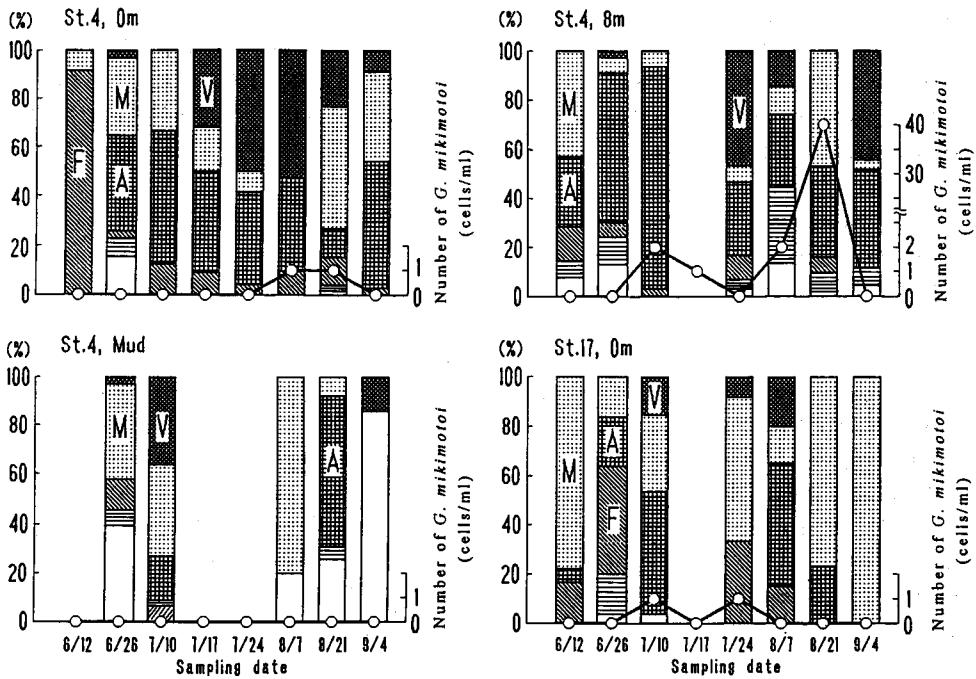 (%) St.4, 0m
100
80
60
40
20
0
F
M
A
V
1
0
Number of G. mikimotoi
(cells/ml)
St.4, 8m
100
80
60
40
20
0
M
A
V
40
30
2
1
0
Number of G. mikimotoi
(cells/ml)
(%) St.4, Mud
100
80
60
40
20
0
M
V
A
1
0
Number of G. mikimotoi
(cells/ml)
6/12 6/26 7/10 7/17 7/24 8/7 8/21 9/4
Sampling date
(%) St.17, 0m
100
80
60
40
20
0
M
A
F
V
1
0
Number of G. mikimotoi
(cells/ml)
6/12 6/26 7/10 7/17 7/24 8/7 8/21 9/4
Sampling date